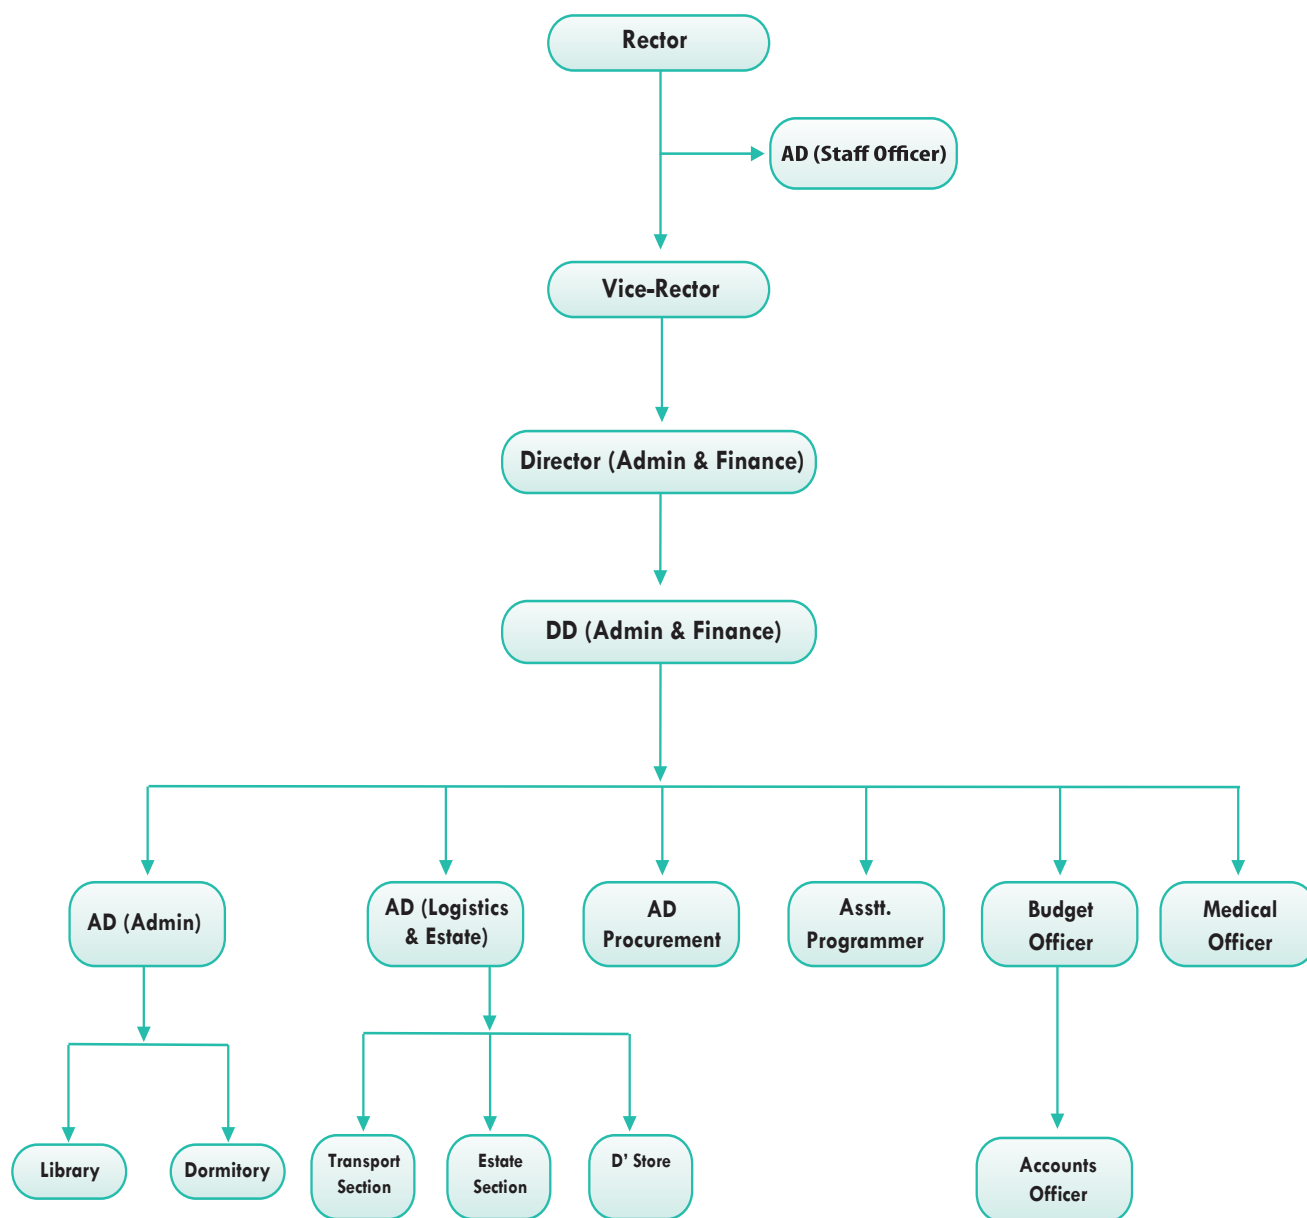 Rector
AD (Staff Officer)
Vice-Rector
Director (Admin & Finance)
DD (Admin & Finance)
AD (Admin)
AD (Logistics
& Estate)
AD
Procurement
Asstt.
Programmer
Budget
Officer
Medical
Officer
Library
Dormitory
Transport
Section
Estate
Section
D' Store
Accounts
Officer